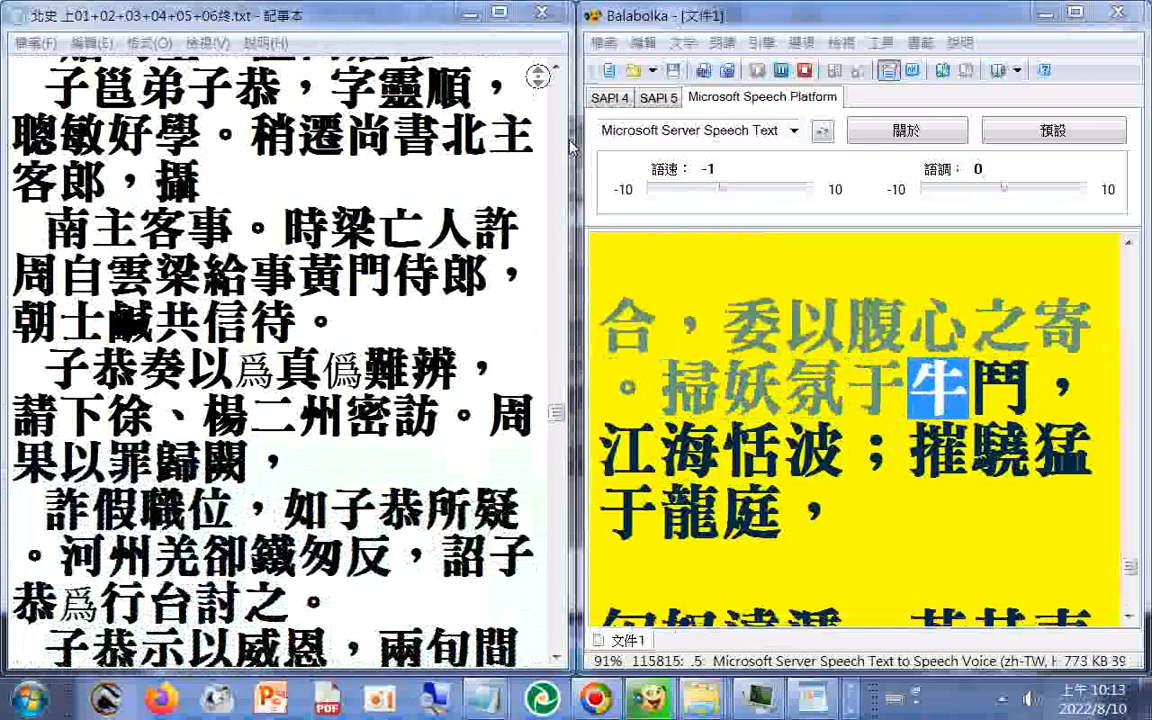 北史 上01+02+03+04+05+06终.txt - 記事本
檔案(F) 編輯(E) 格式(O) 檢視(V) 說明(H)
子邕弟子恭，字靈順，
聰敏好學。稍遷尚書北主
客郎，攝
南主客事。時梁亡人許
周自雲梁給事黃門侍郎，
朝士鹹共信待。
子恭奏以爲真僞難辨，
請下徐、楊二州密訪。周
果以罪歸闕，
詐假職位，如子恭所疑
。河州羌卻鐵匆反，詔子
恭爲行台討之。
子恭示以威恩，兩旬間
Balabolka - [文件1]
檔案 編輯 文字 朗讀 引擎 選項 檢視 工具 書籤 說明
SAPI 4 SAPI 5 Microsoft Speech Platform
Microsoft Server Speech Text 關於 預設
語速： -1 語調： 0
-10 10 -10 10
合，委以腹心之寄
。掃妖氛于牛鬥，
江海恬波；摧驍猛
于龍庭，
文件1
91% 115815: .5: Microsoft Server Speech Text to Speech Voice (zh-TW, H 773 KB 39
上午 10:13
2022/8/10